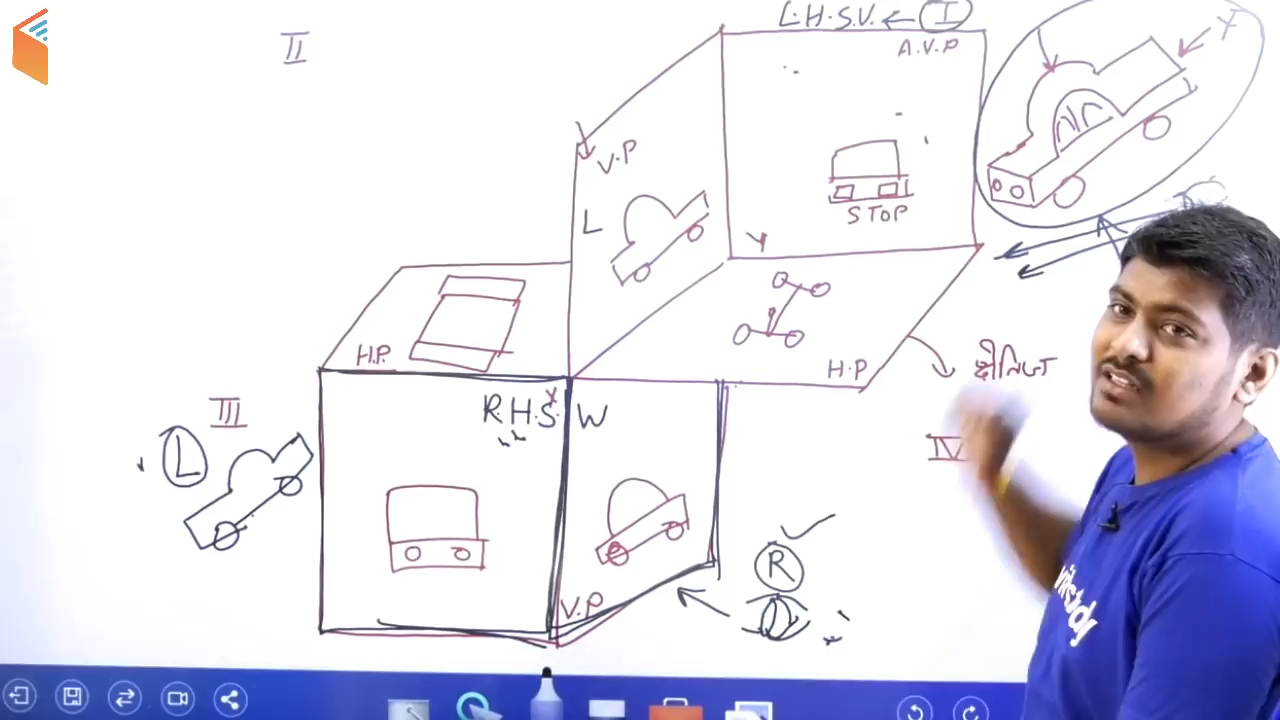 II
L.H.S.V. ← I
A.V.P
Y
V.P
L
STOP
Y
H.P.
H.P
R.H.S. W
X
III
L
IV
V.P
R